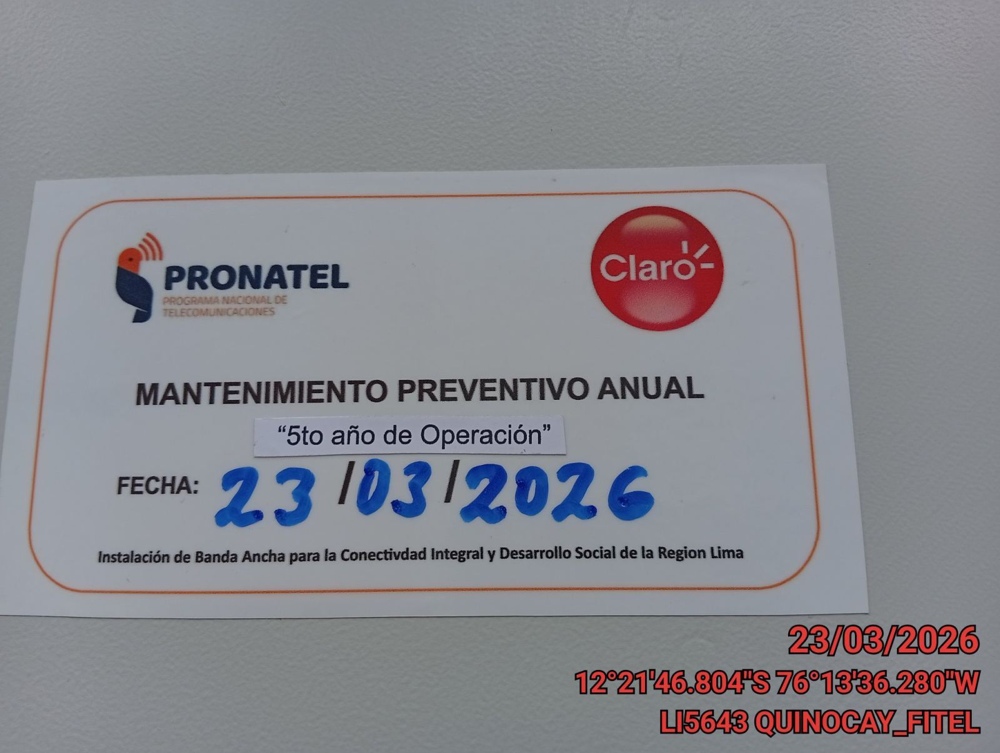 PRONATEL
PROGRAMA NACIONAL DE
TELECOMUNICACIONES
Claro
MANTENIMIENTO PREVENTIVO ANUAL
“5to año de Operación”
FECHA: 23/03/2026
Instalación de Banda Ancha para la Conectivdad Integral y Desarrollo Social de la Region Lima
23/03/2026
12°21'46.804"S 76°13'36.280"W
LI5643 QUINOCAY_FITEL